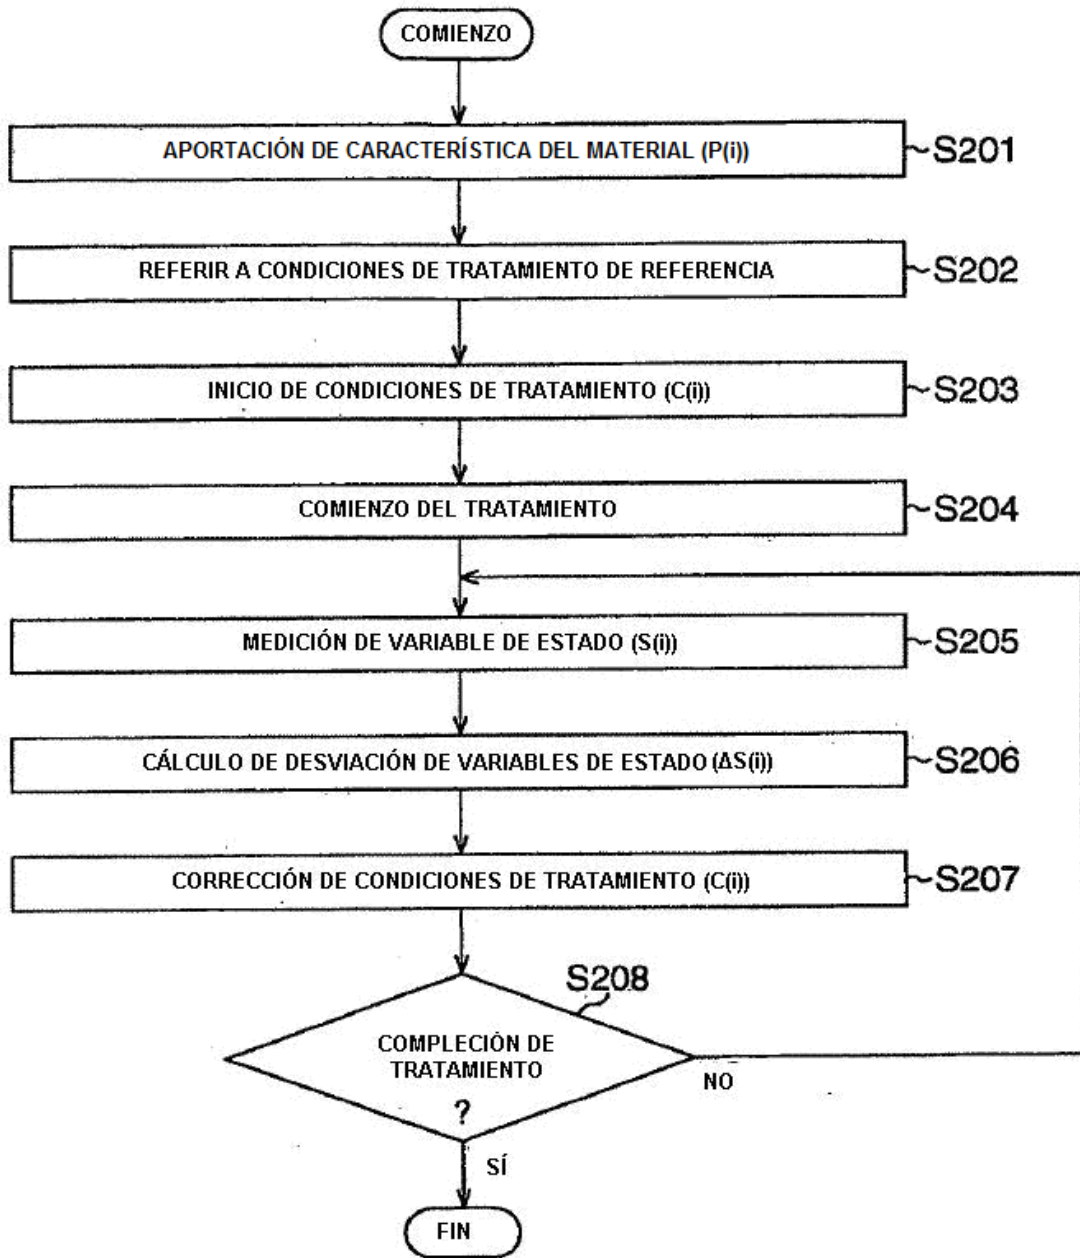 COMIENZO
APORTACIÓN DE CARACTERÍSTICA DEL MATERIAL (P(i))
S201
REFERIR A CONDICIONES DE TRATAMIENTO DE REFERENCIA
S202
INICIO DE CONDICIONES DE TRATAMIENTO (C(i))
S203
COMIENZO DEL TRATAMIENTO
S204
MEDICIÓN DE VARIABLE DE ESTADO (S(i))
S205
CÁLCULO DE DESVIACIÓN DE VARIABLES DE ESTADO (ΔS(i))
S206
CORRECCIÓN DE CONDICIONES DE TRATAMIENTO (C(i))
S207
S208
COMPLECIÓN DE
TRATAMIENTO
?
NO
SÍ
FIN